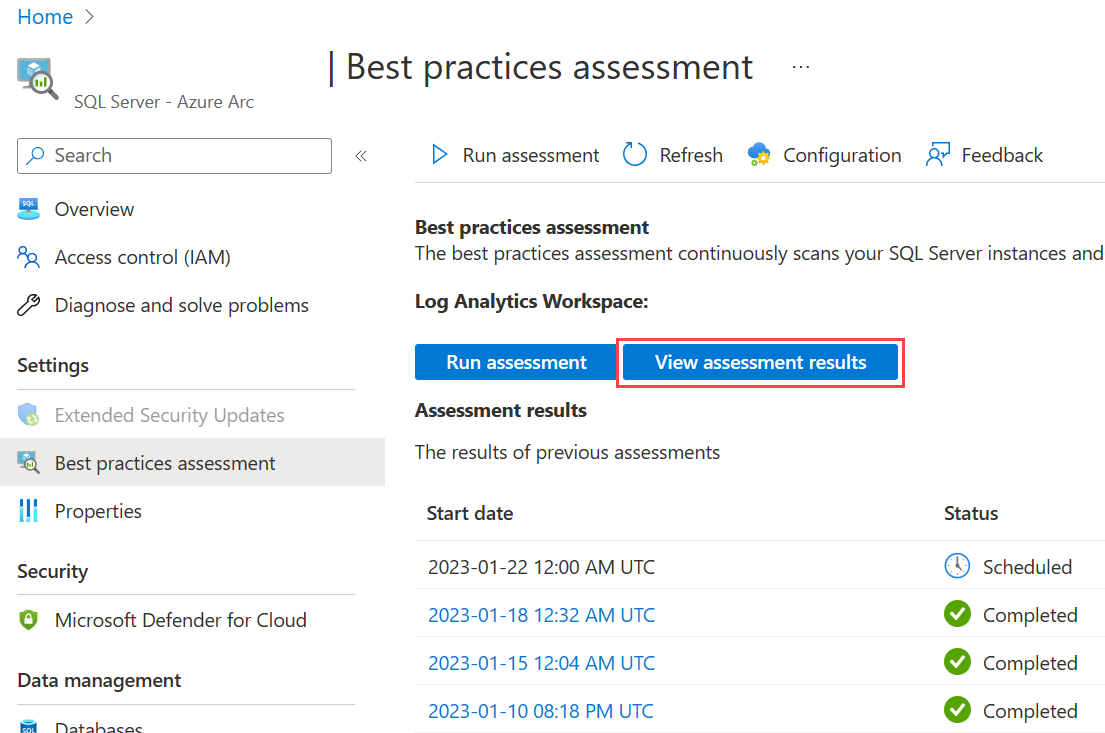 Home
| Best practices assessment ...
SQL Server - Azure Arc
Search
Run assessment Refresh Configuration Feedback
Overview
Access control (IAM)
Diagnose and solve problems
Settings
Extended Security Updates
Best practices assessment
Properties
Security
Microsoft Defender for Cloud
Data management
Databases
Best practices assessment
The best practices assessment continuously scans your SQL Server instances and
Log Analytics Workspace:
Run assessment View assessment results
Assessment results
The results of previous assessments
Start date Status
2023-01-22 12:00 AM UTC Scheduled
2023-01-18 12:32 AM UTC Completed
2023-01-15 12:04 AM UTC Completed
2023-01-10 08:18 PM UTC Completed